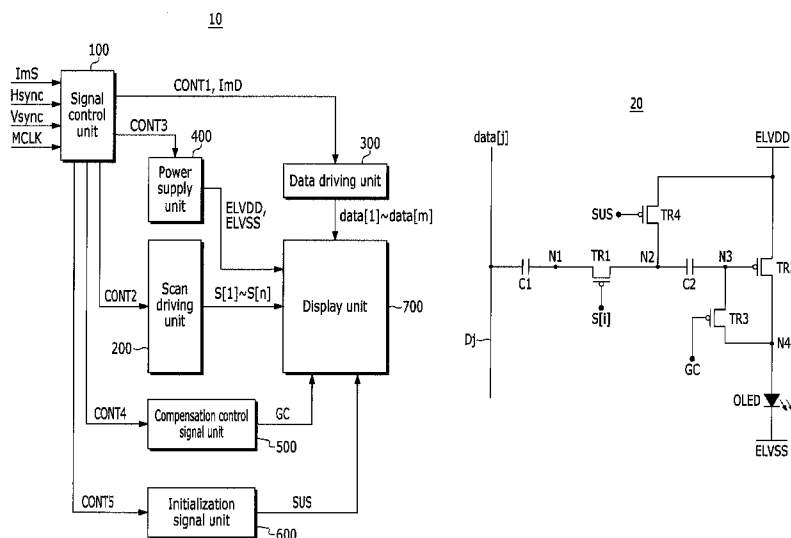 10
100
ImS
Hsync
Vsync
MCLK
Signal
control
unit
CONT1, ImD
CONT3
400
Power
supply
unit
300
Data driving unit
ELVDD,
ELVSS
data[1]~data[m]
CONT2
Scan
driving
unit
200
S[1]~S[n]
Display unit
700
CONT4
Compensation control
signal unit
GC
500
CONT5
Initialization
signal unit
SUS
600
20
data[j]
ELVDD
SUS
TR4
N1
TR1
N2
N3
C1
C2
S[i]
TR3
Dj
GC
N4
OLED
ELVSS